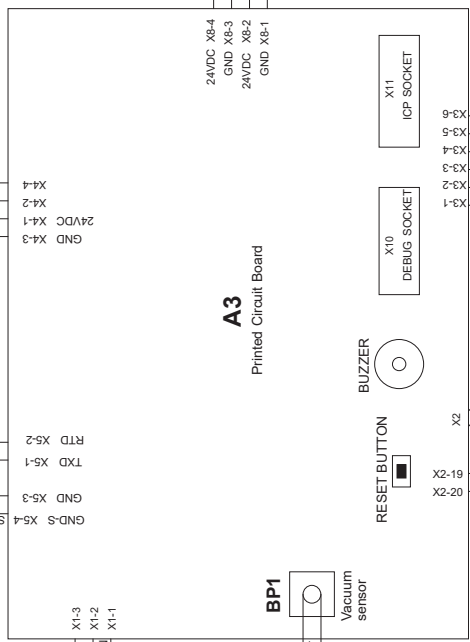 24VDC X8-4
GND X8-3
24VDC X8-2
GND X8-1
X11
ICP SOCKET
X3-6
X3-5
X3-4
X3-3
X3-2
X3-1
X4-4
X4-2
24VDC X4-1
GND X4-3
X10
DEBUG SOCKET
A3
Printed Circuit Board
BUZZER
RTD X5-2
TXD X5-1
GND X5-3
GND-S X5-4
RESET BUTTON
X2
X2-19
X2-20
X1-3
X1-2
X1-1
BP1
Vacuum
sensor